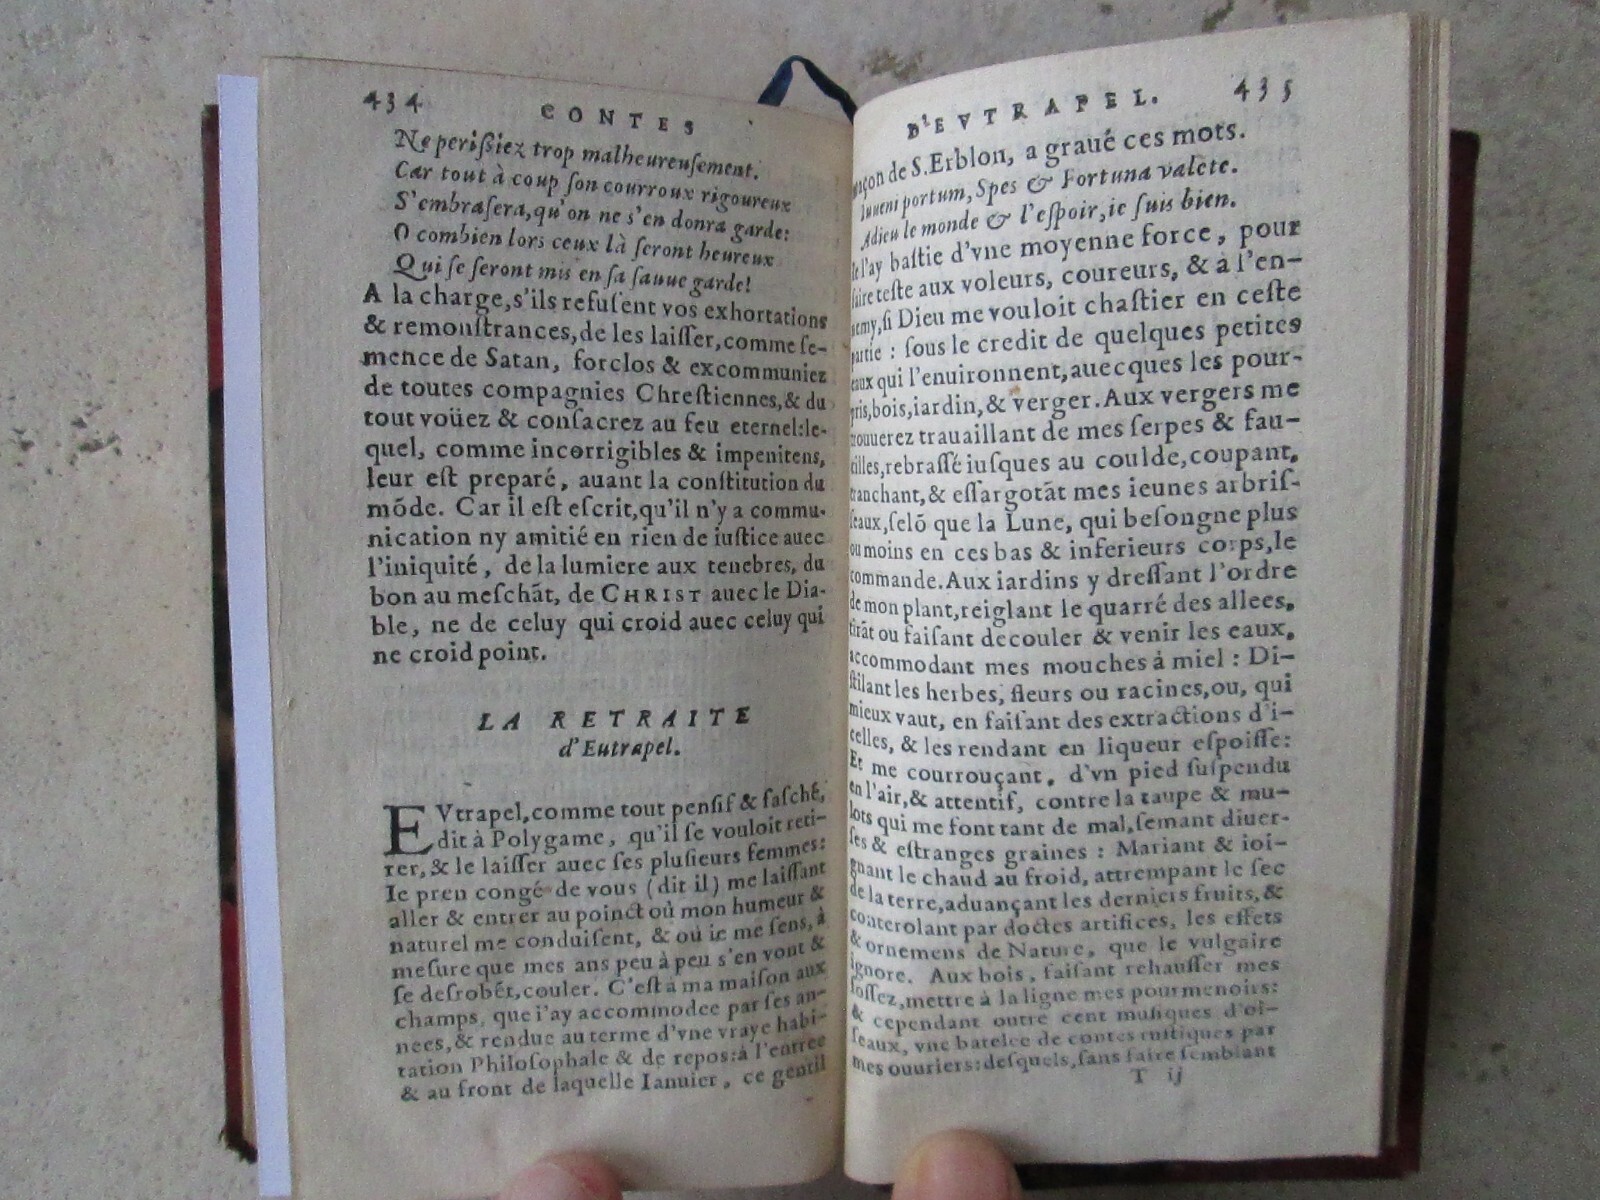 434
CONTES
Ne perißiez trop malheureuſement.
Car tout à coup ſon courroux rigoureux
S'embraſera,qu'on ne s'en donra garde:
O combien lors ceux là ſeront heureux
Qui ſe ſeront mis en ſa ſauue garde!
A la charge,s'ils refuſent vos exhortations
& remonſtrances,de les laiſſer,comme ſe-
mence de Satan, forclos & excommuniez
de toutes compagnies Chreſtiennes,& du
tout voüez & conſacrez au feu eternel:le-
quel, comme incorrigibles & impenitens,
leur eſt preparé, auant la conſtitution du
mõde. Car il eſt eſcrit,qu'il n'y a commu-
nication ny amitié en rien de iuſtice auec
l'iniquité, de la lumiere aux tenebres, du
bon au meſchãt, de CHRIST auec le Dia-
ble, ne de celuy qui croid auec celuy qui
ne croid point.
LA RETRAITE
d'Eutrapel.
EVtrapel,comme tout penſif & faſché,
dit à Polygame, qu'il ſe vouloit reti-
rer, & le laiſſer auec ſes pluſieurs femmes:
Ie pren congé de vous (dit il) me laiſſant
aller & entrer au poinct où mon humeur &
naturel me conduiſent, & où ie me ſens, à
meſure que mes ans peu à peu s'en vont &
ſe deſrobét,couler. C'eſt à ma maiſon aux
champs, que i'ay accommodee par ſes an-
nees,& rendue au terme d'vne vraye habi-
tation Philoſophale & de repos:à l'entree
& au front de laquelle Ianuier, ce gentil
D'EVTRAPEL.
435
maçon de S.Erblon, a graué ces mots.
Inueni portum, Spes & Fortuna valete.
Adieu le monde & l'eſpoir,ie ſuis bien.
Ie l'ay baſtie d'vne moyenne force, pour
faire teſte aux voleurs, coureurs, & à l'en-
nemy,ſi Dieu me vouloit chaſtier en ceſte
partie : ſous le credit de quelques petites
eaux qui l'enuironnent,auecques les pour-
pris,bois,iardin,& verger.Aux vergers me
trouuerez trauaillant de mes ſerpes & fau-
cilles,rebraſſé iuſques au coulde,coupant,
tranchant,& eſſargotãt mes ieunes arbriſ-
ſeaux,ſelõ que la Lune, qui beſongne plus
ou moins en ces bas & inferieurs corps,le
commande.Aux iardins y dreſſant l'ordre
de mon plant,reiglant le quarré des allees,
tirãt ou faiſant decouler & venir les eaux,
accommodant mes mouches à miel : Di-
ſtilant les herbes, fleurs ou racines,ou, qui
mieux vaut, en faiſant des extractions d'i-
celles, & les rendant en liqueur eſpoiſſe:
Et me courrouçant, d'vn pied ſuſpendu
en l'air,& attentif, contre la taupe & mu-
lots qui me font tant de mal,ſemant diuer-
ſes & eſtranges graines : Mariant & ioi-
gnant le chaud au froid, attrempant le ſec
de la terre,aduançant les derniers fruits,&
conterolant par doctes artifices, les effets
& ornemens de Nature, que le vulgaire
ignore. Aux bois, faiſant rehauſſer mes
foſſez,mettre à la ligne mes pourmenoirs:
& cependant outre cent muſiques d'oi-
ſeaux, vne batelee de contes ruſtiques par
mes ouuriers:deſquels,ſans faire ſemblant
T ij